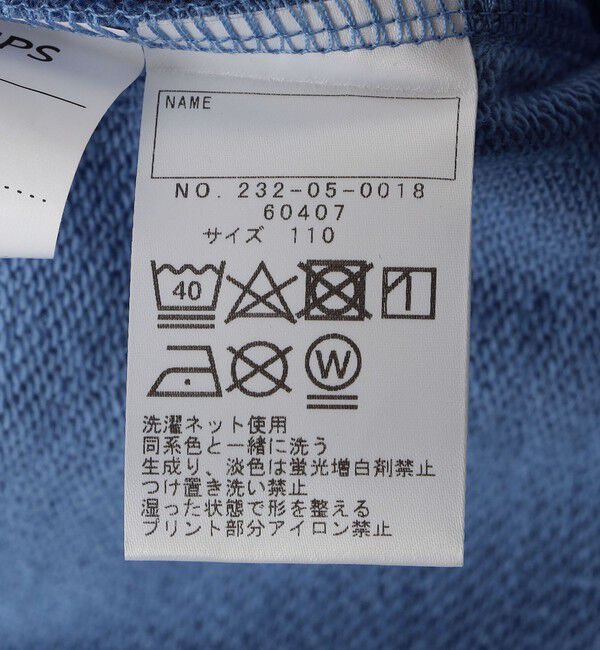 PS
NAME
NO. 232-05-0018
60407
サイズ 110
40
W
洗濯ネット使用
同系色と一緒に洗う
生成り、淡色は蛍光増白剤禁止
つけ置き洗い禁止
湿った状態で形を整える
プリント部分アイロン禁止